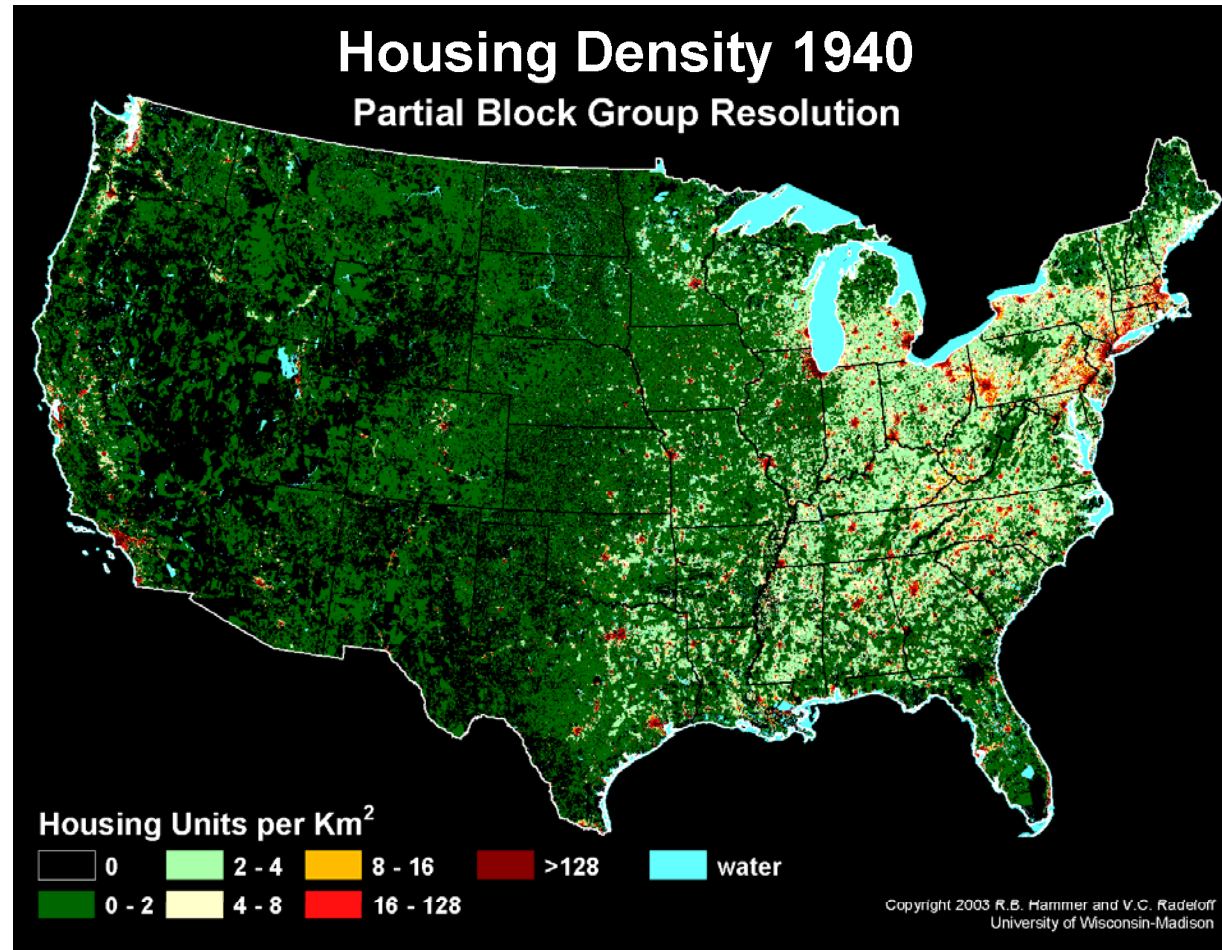 Housing Density 1940
Partial Block Group Resolution
Housing Units per Km²
0 2 - 4 8 - 16 >128 water
0 - 2 4 - 8 16 - 128
Copyright 2003 R.B. Hammer and V.C. Radeloff
University of Wisconsin-Madison